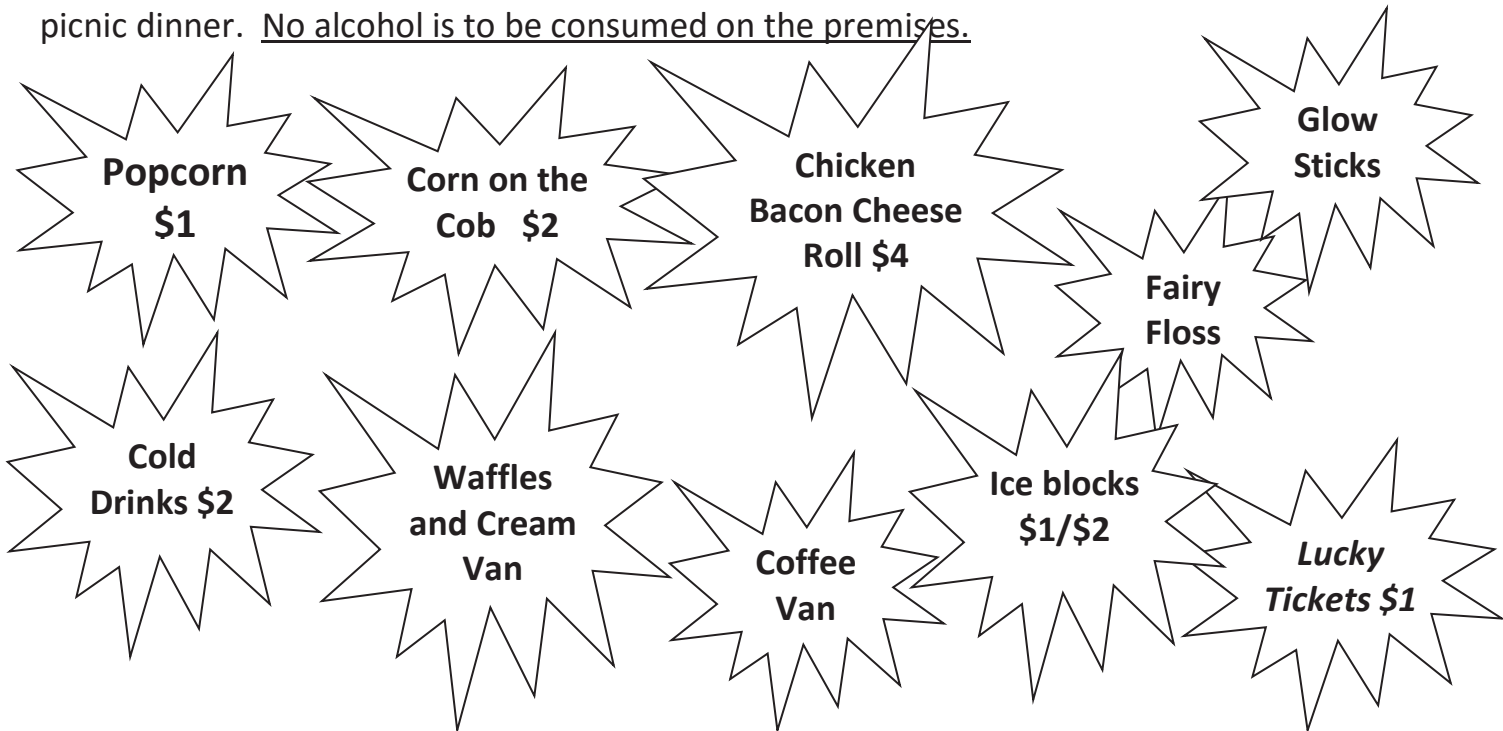 picnic dinner.  No alcohol is to be consumed on the premises.
Popcorn
$1
Corn on the
Cob   $2
Chicken
Bacon Cheese
Roll $4
Glow
Sticks
Fairy
Floss
Cold
Drinks $2
Waffles
and Cream
Van
Coffee
Van
Ice blocks
$1/$2
Lucky
Tickets $1